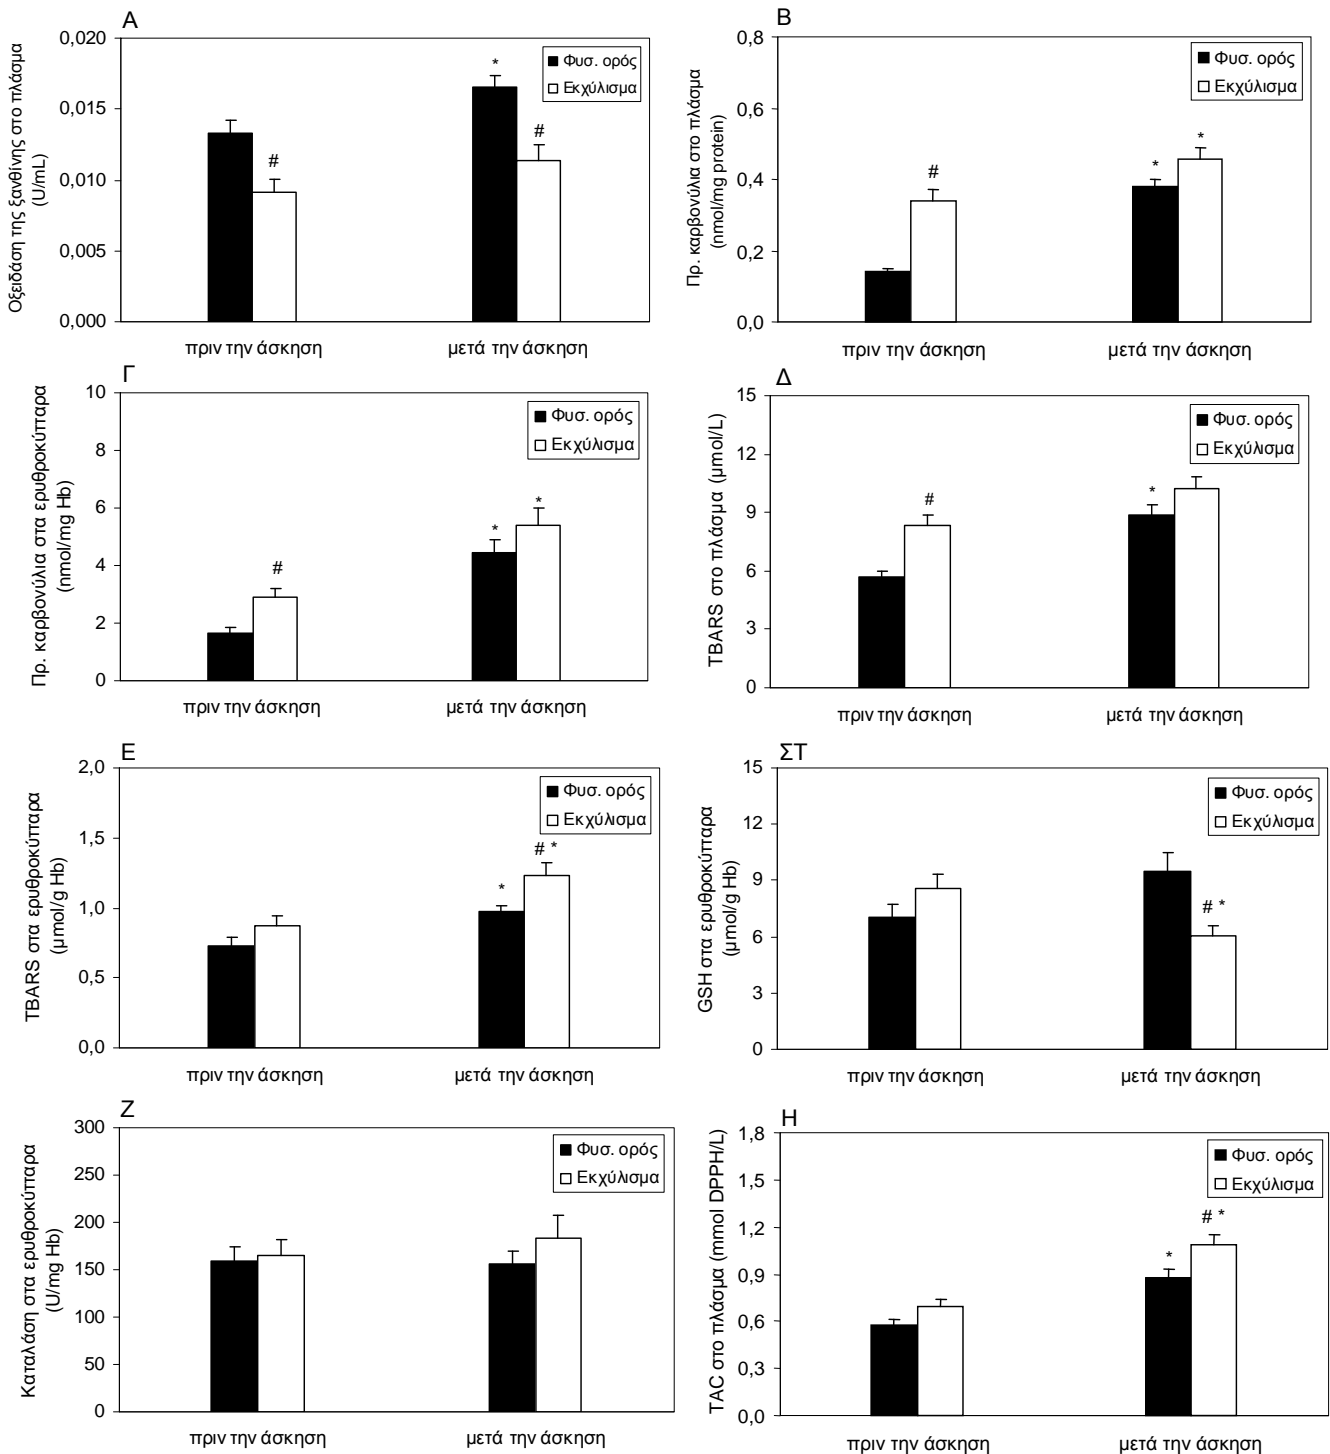 Α
Οξειδάση της ξανθίνης στο πλάσμα
(U/mL)
0,020
0,015
0,010
0,005
0,000
Φυσ. ορός
Εκχύλισμα
#
*
#
πριν την άσκηση
μετά την άσκηση
Β
Πρ. καρβονύλια στο πλάσμα
(nmol/mg protein)
0,8
0,6
0,4
0,2
0,0
Φυσ. ορός
Εκχύλισμα
#
*
*
πριν την άσκηση
μετά την άσκηση
Γ
Πρ. καρβονύλια στα ερυθροκύτταρα
(nmol/mg Hb)
10
8
6
4
2
0
Φυσ. ορός
Εκχύλισμα
#
*
*
πριν την άσκηση
μετά την άσκηση
Δ
TBARS στο πλάσμα (μmol/L)
15
12
9
6
3
0
Φυσ. ορός
Εκχύλισμα
#
*
πριν την άσκηση
μετά την άσκηση
Ε
TBARS στα ερυθροκύτταρα
(μmol/g Hb)
2,0
1,5
1,0
0,5
0,0
Φυσ. ορός
Εκχύλισμα
*
# *
πριν την άσκηση
μετά την άσκηση
ΣΤ
GSH στα ερυθροκύτταρα
(μmol/g Hb)
15
12
9
6
3
0
Φυσ. ορός
Εκχύλισμα
# *
πριν την άσκηση
μετά την άσκηση
Ζ
Καταλάση στα ερυθροκύτταρα
(U/mg Hb)
300
250
200
150
100
50
0
Φυσ. ορός
Εκχύλισμα
πριν την άσκηση
μετά την άσκηση
Η
TAC στο πλάσμα (mmol DPPH/L)
1,8
1,5
1,2
0,9
0,6
0,3
0,0
Φυσ. ορός
Εκχύλισμα
*
# *
πριν την άσκηση
μετά την άσκηση